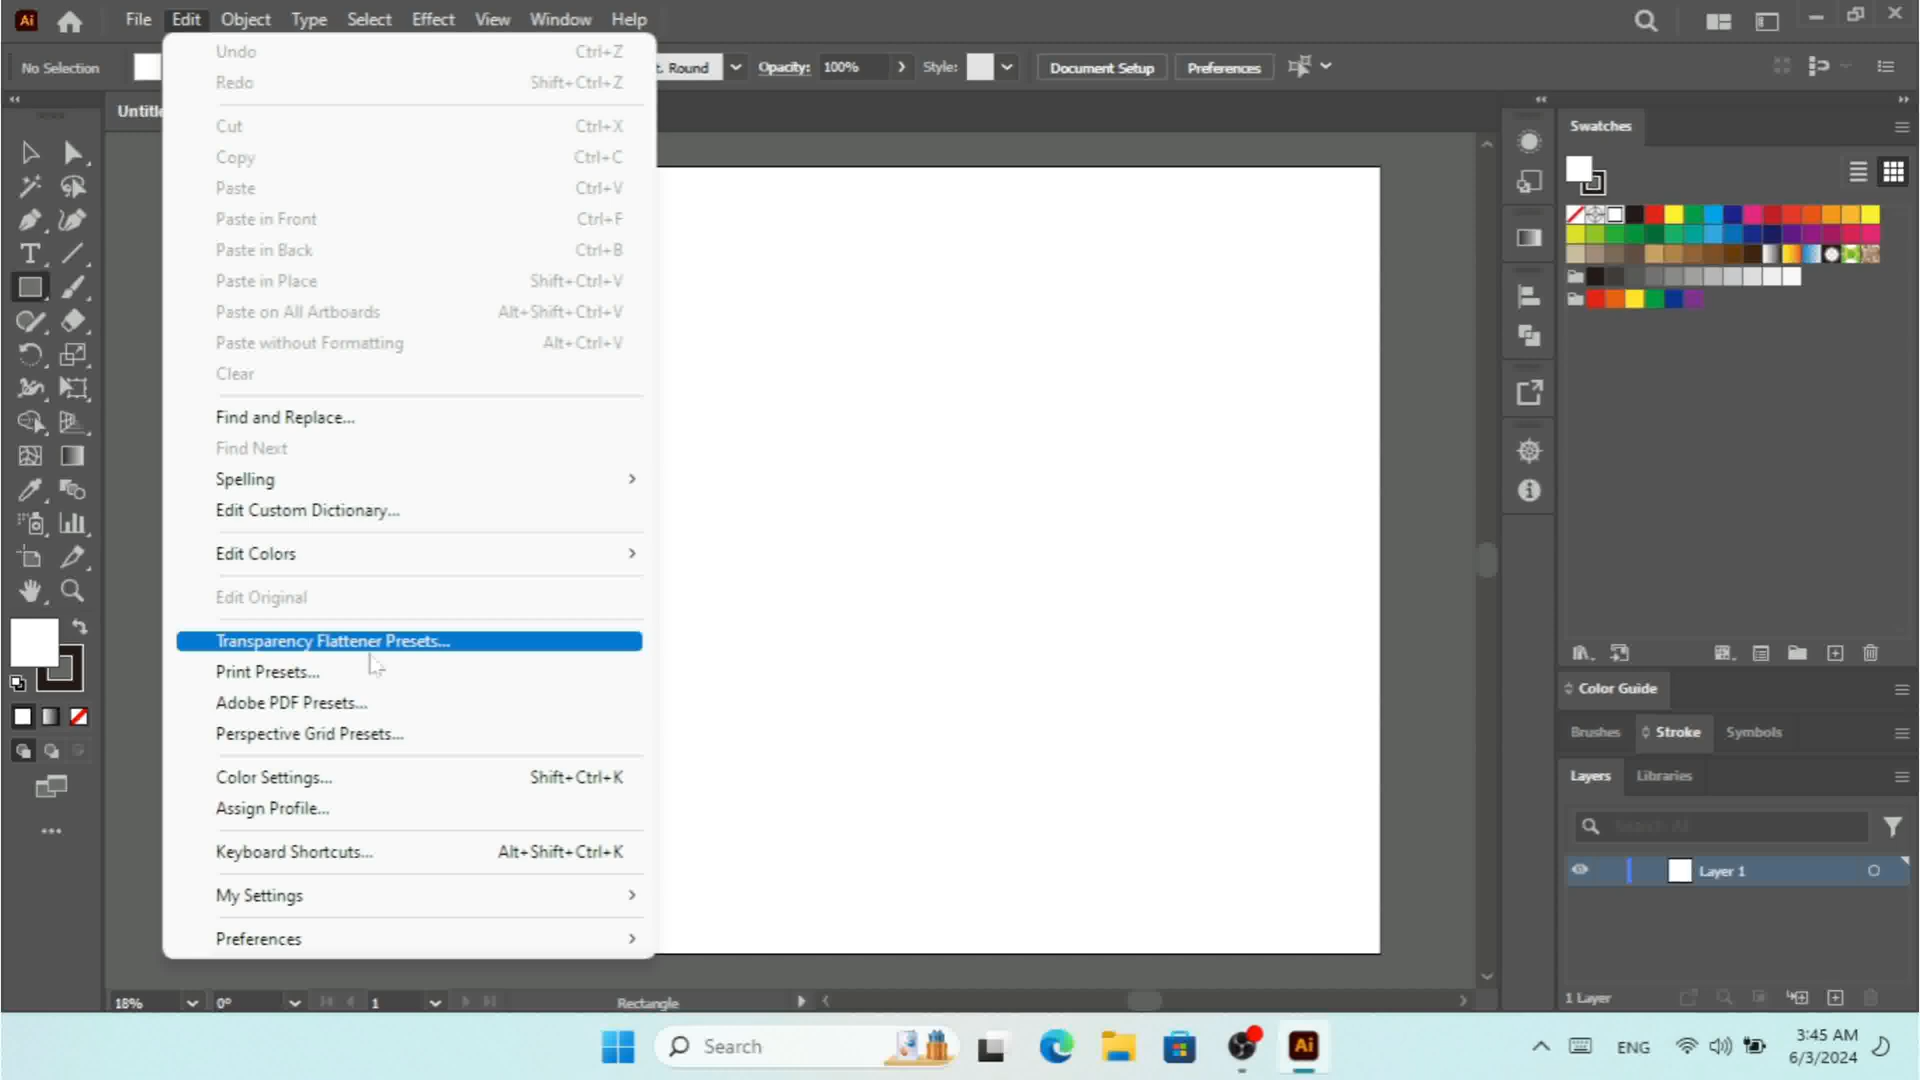 Ai File Edit Object Type Select Effect View Window Help
No Selection t. Round Opacity: 100% Style: Document Setup Preferences
Untitle
Undo Ctrl+Z
Redo Shift+Ctrl+Z
Cut Ctrl+X
Copy Ctrl+C
Paste Ctrl+V
Paste in Front Ctrl+F
Paste in Back Ctrl+B
Paste in Place Shift+Ctrl+V
Paste on All Artboards Alt+Shift+Ctrl+V
Paste without Formatting Alt+Ctrl+V
Clear
Find and Replace...
Find Next
Spelling
Edit Custom Dictionary...
Edit Colors
Edit Original
Transparency Flattener Presets...
Print Presets...
Adobe PDF Presets...
Perspective Grid Presets...
Color Settings... Shift+Ctrl+K
Assign Profile...
Keyboard Shortcuts... Alt+Shift+Ctrl+K
My Settings
Preferences
Swatches
Color Guide
Brushes Stroke Symbols
Layers Libraries
Search All
Layer 1
1 Layer
18% 0° 1 Rectangle
Search Ai ENG 3:45 AM
6/3/2024